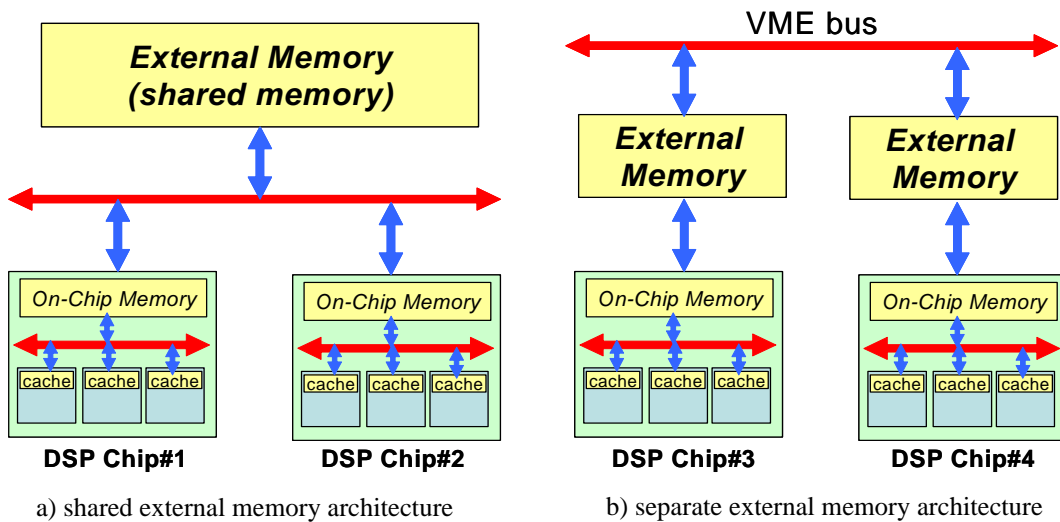 External Memory
(shared memory)
On-Chip Memory
cache cache cache
DSP Chip#1
On-Chip Memory
cache cache cache
DSP Chip#2
a) shared external memory architecture
VME bus
External
Memory
External
Memory
On-Chip Memory
cache cache cache
DSP Chip#3
On-Chip Memory
cache cache cache
DSP Chip#4
b) separate external memory architecture